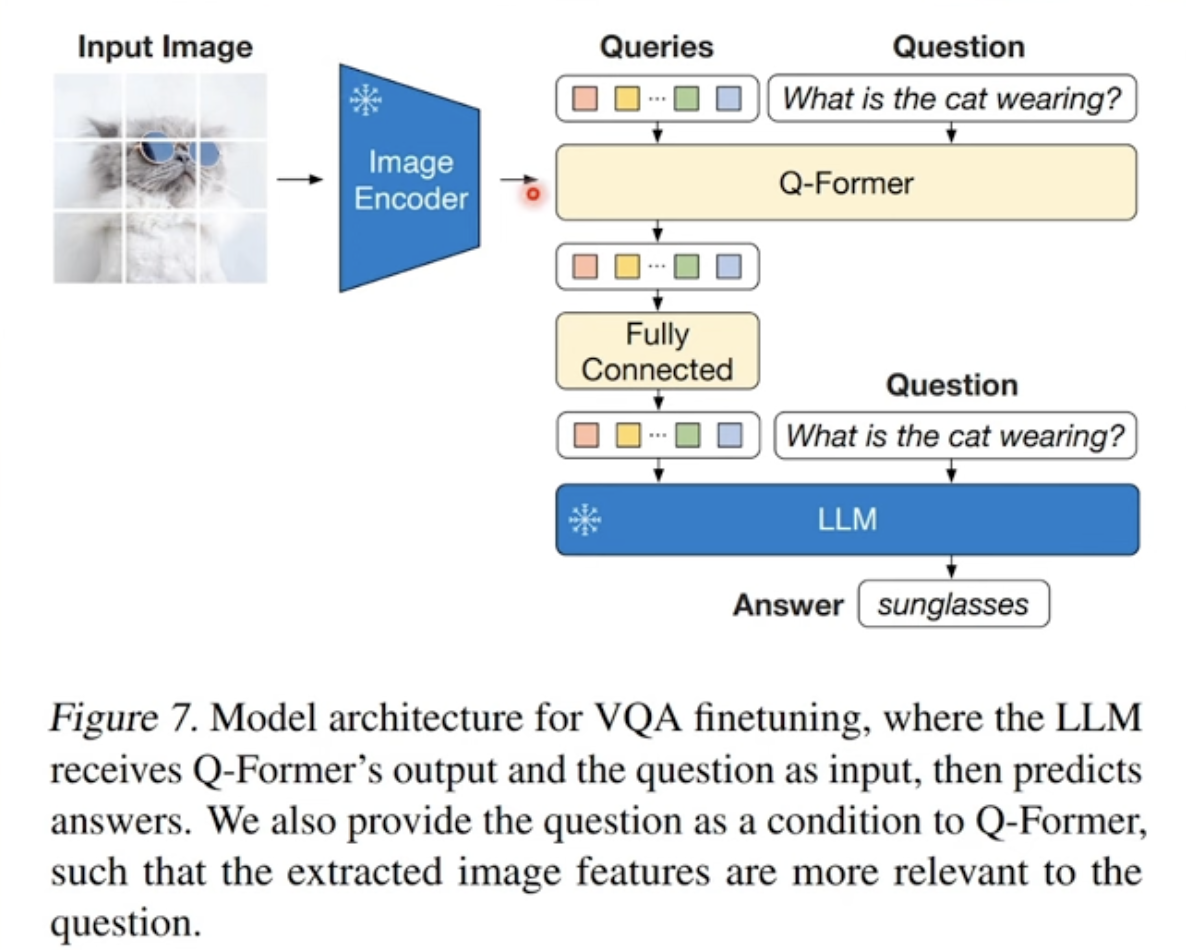 Input Image
Queries
Question
What is the cat wearing?
Image
Encoder
Q-Former
Fully
Connected
Question
What is the cat wearing?
LLM
Answer
sunglasses
Figure 7. Model architecture for VQA finetuning, where the LLM
receives Q-Former's output and the question as input, then predicts
answers. We also provide the question as a condition to Q-Former,
such that the extracted image features are more relevant to the
question.